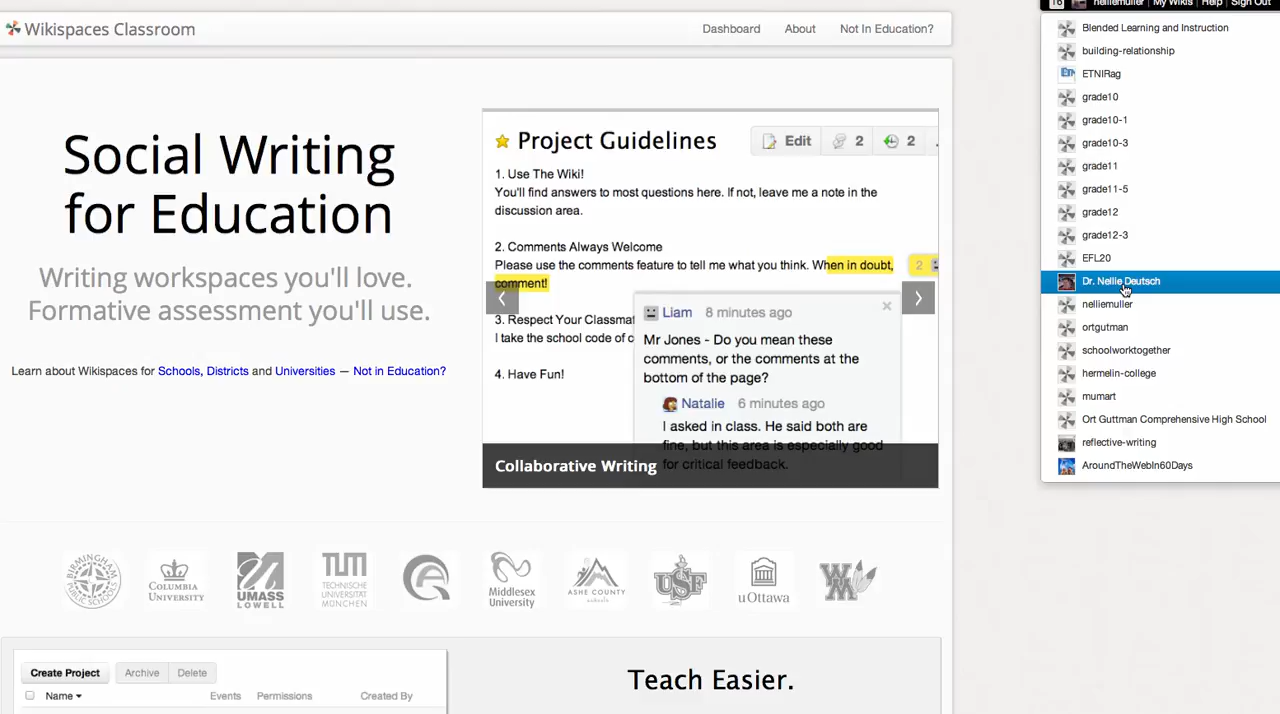 16 nelliemuller | My Wikis | Help | Sign Out
Wikispaces Classroom
Dashboard About Not In Education?
Social Writing
for Education
Writing workspaces you'll love.
Formative assessment you'll use.
Learn about Wikispaces for Schools, Districts and Universities — Not in Education?
Project Guidelines
Edit 2 2
1. Use The Wiki!
You'll find answers to most questions here. If not, leave me a note in the
discussion area.
2. Comments Always Welcome
Please use the comments feature to tell me what you think. When in doubt,
comment!
2
3. Respect Your Classmat
I take the school code of c
4. Have Fun!
Liam 8 minutes ago
Mr Jones - Do you mean these
comments, or the comments at the
bottom of the page?
Natalie 6 minutes ago
I asked in class. He said both are
fine, but this area is especially good
for critical feedback.
Collaborative Writing
Blended Learning and Instruction
building-relationship
ETNIRag
grade10
grade10-1
grade10-3
grade11
grade11-5
grade12
grade12-3
EFL20
Dr. Nellie Deutsch
nelliemuller
ortgutman
schoolworktogether
hermelin-college
mumart
Ort Guttman Comprehensive High School
reflective-writing
AroundTheWebIn60Days
COLUMBIA
UNIVERSITY
UMASS
LOWELL
TUM
TECHNISCHE
UNIVERSITÄT
MÜNCHEN
Middlesex
University
ASHE COUNTY
USF
uOttawa
WM
Create Project Archive Delete
Name Events Permissions Created By
Teach Easier.